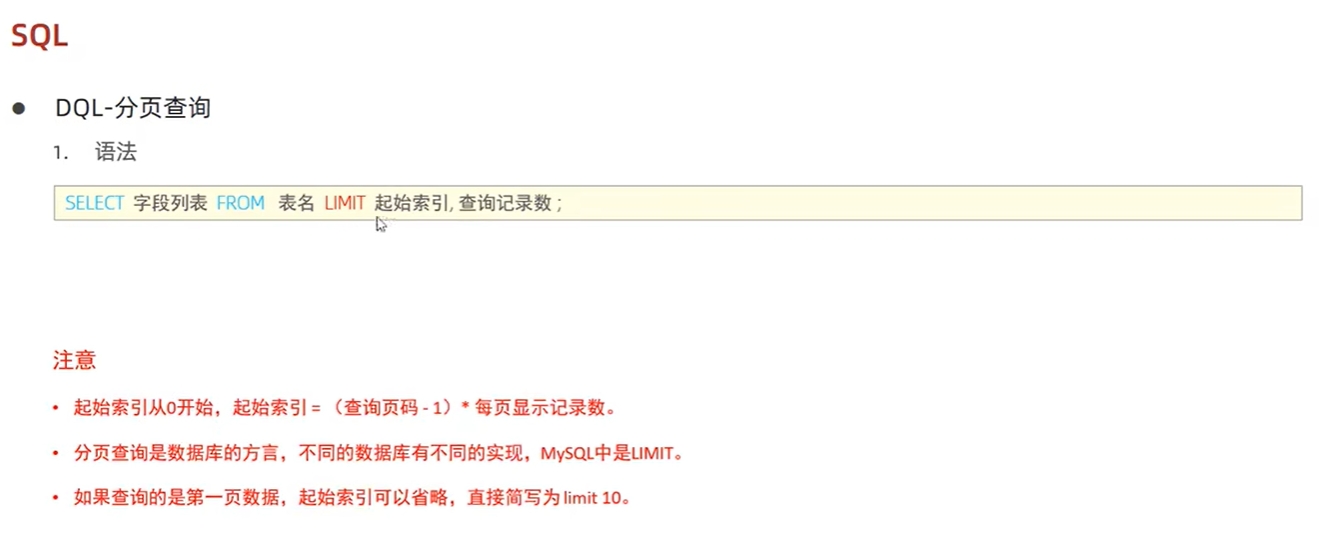 SQL
● DQL-分页查询
1. 语法
SELECT 字段列表 FROM 表名 LIMIT 起始索引, 查询记录数 ;
注意
• 起始索引从0开始，起始索引 = （查询页码 - 1）* 每页显示记录数。
• 分页查询是数据库的方言，不同的数据库有不同的实现，MySQL中是LIMIT。
• 如果查询的是第一页数据，起始索引可以省略，直接简写为 limit 10。